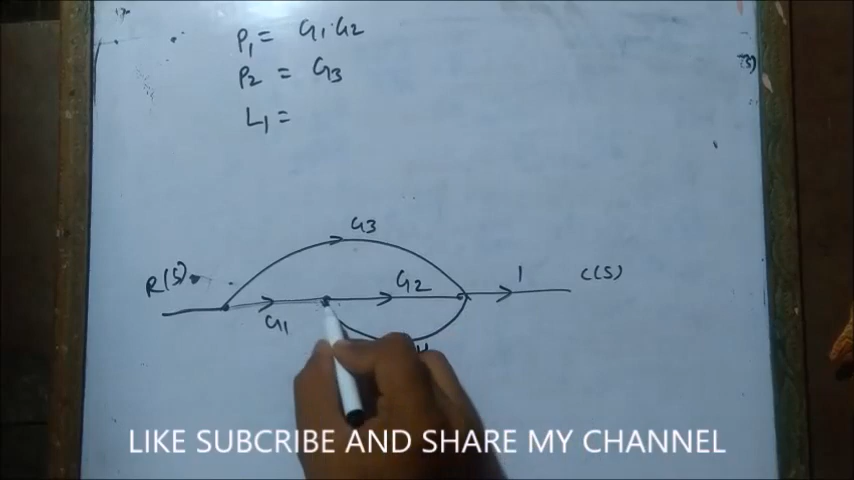 P1 = G1.G2
P2 = G3
L1 =
G3
R(S)
G2
1
C(S)
G1
LIKE SUBCRIBE AND SHARE MY CHANNEL